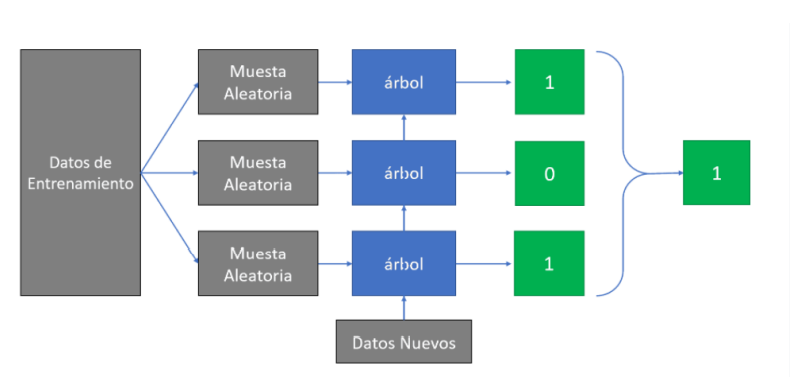 Datos de
Entrenamiento
Muesta
Aleatoria
árbol
1
Muesta
Aleatoria
árbol
0
1
Muesta
Aleatoria
árbol
1
Datos Nuevos